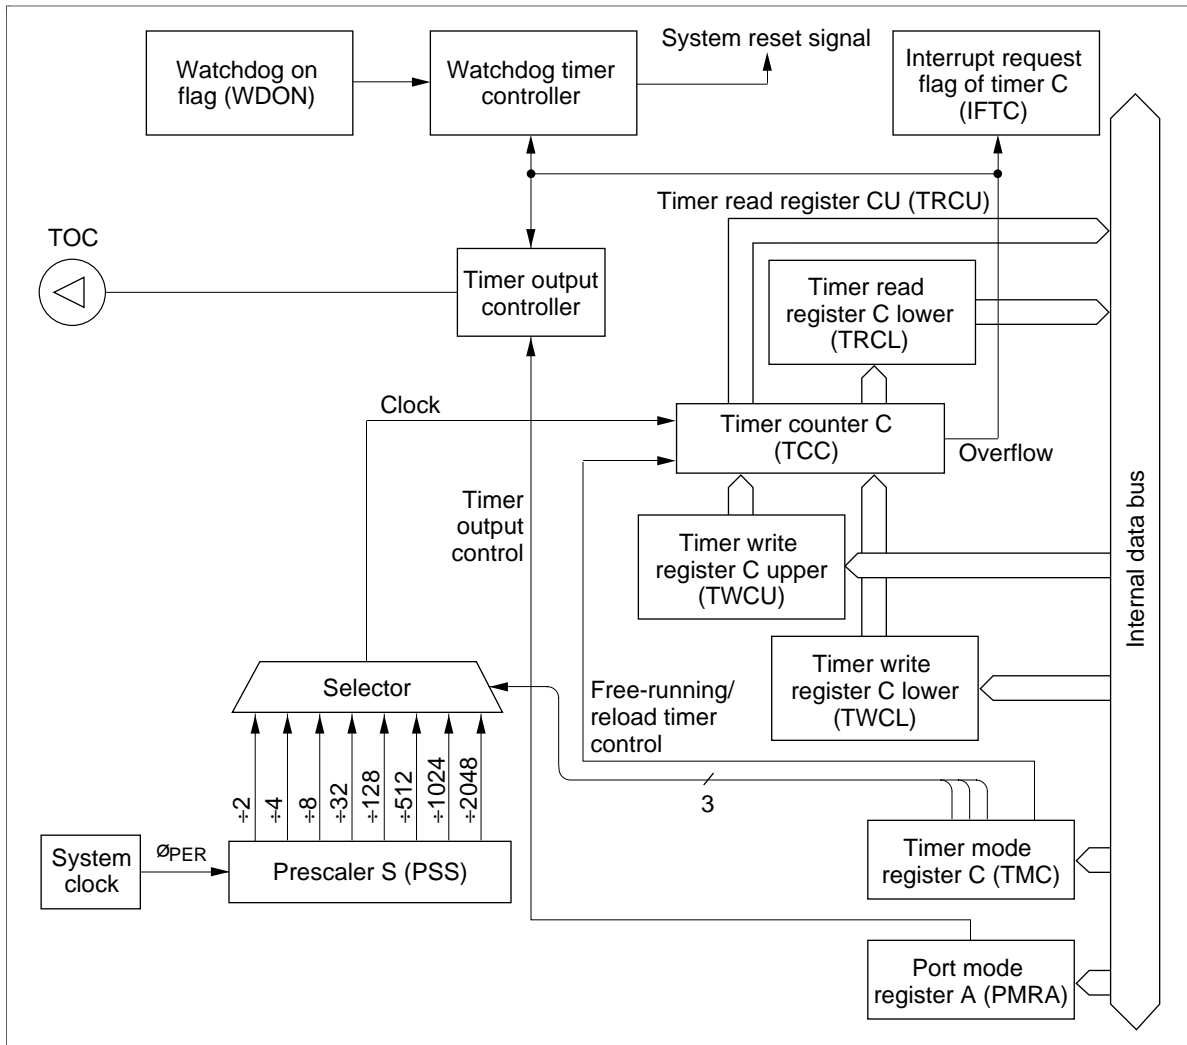 System reset signal
Watchdog on
flag (WDON)
Watchdog timer
controller
Interrupt request
flag of timer C
(IFTC)
Timer read register CU (TRCU)
TOC
Timer output
controller
Timer read
register C lower
(TRCL)
Clock
Timer counter C
(TCC)
Overflow
Timer
output
control
Timer write
register C upper
(TWCU)
Internal data bus
Timer write
register C lower
(TWCL)
Selector
Free-running/
reload timer
control
÷2
÷4
÷8
÷32
÷128
÷512
÷1024
÷2048
3
System
clock
ØPER
Prescaler S (PSS)
Timer mode
register C (TMC)
Port mode
register A (PMRA)